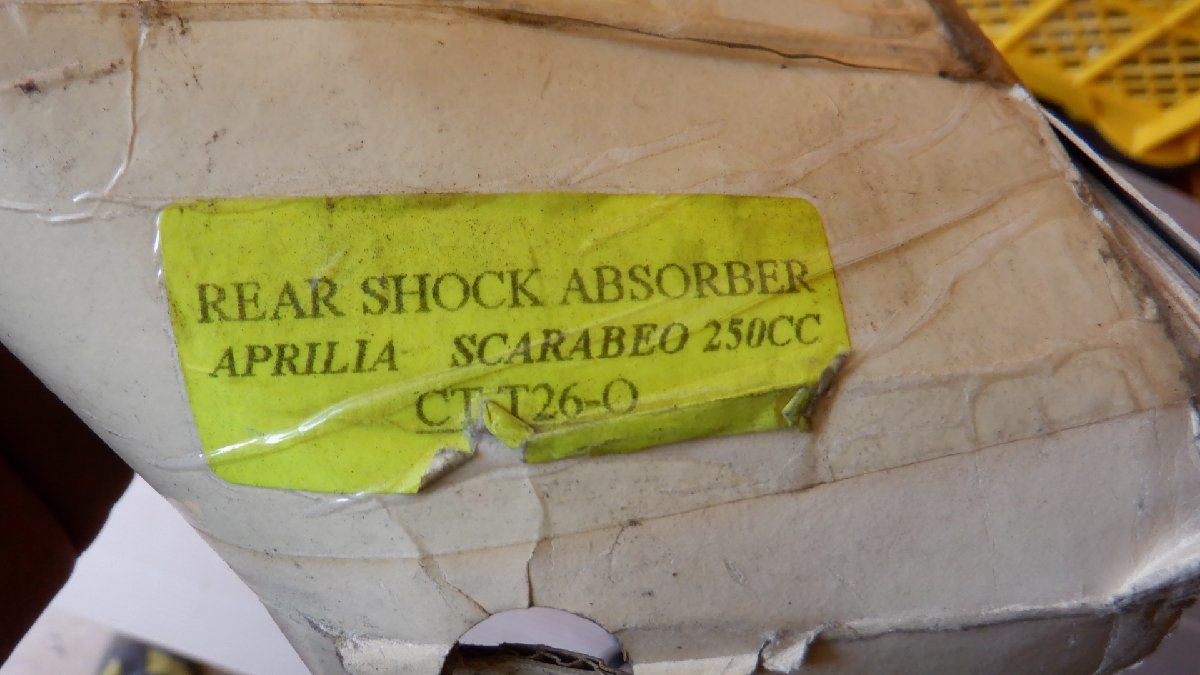 REAR SHOCK ABSORBER
APRILIA SCARABEO 250CC
CT-T26-O